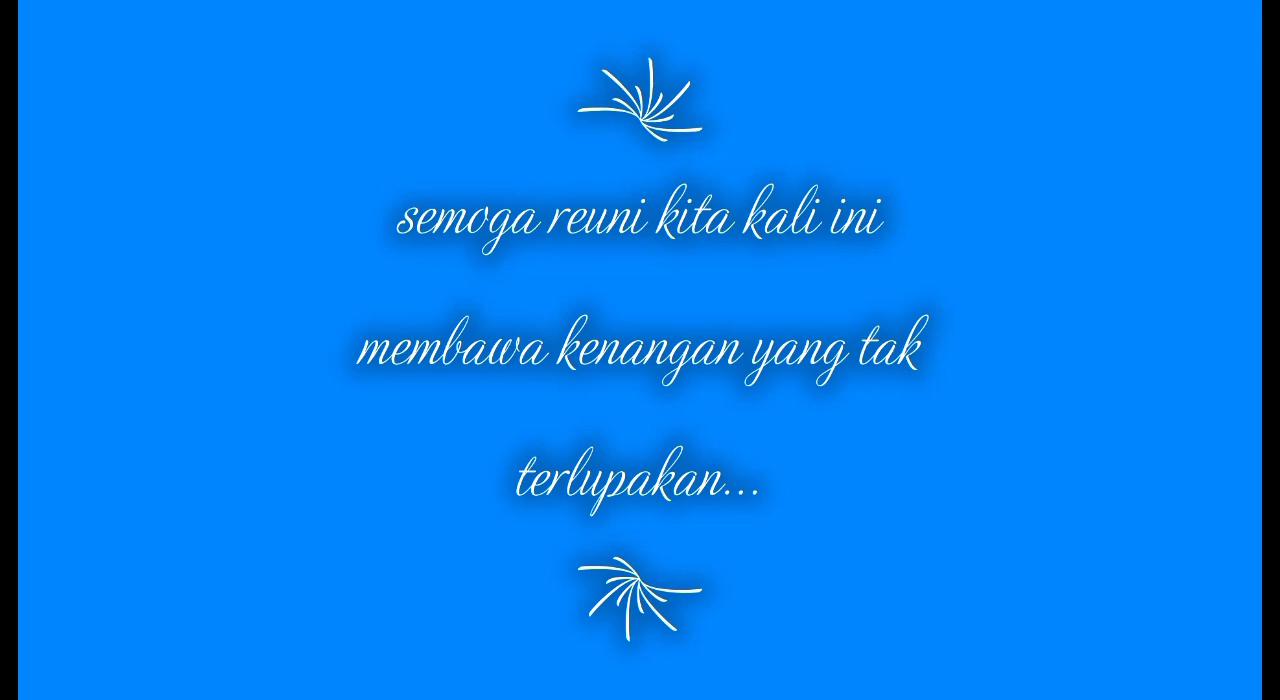 semoga reuni kita kali ini
membawa kenangan yang tak
terlupakan...